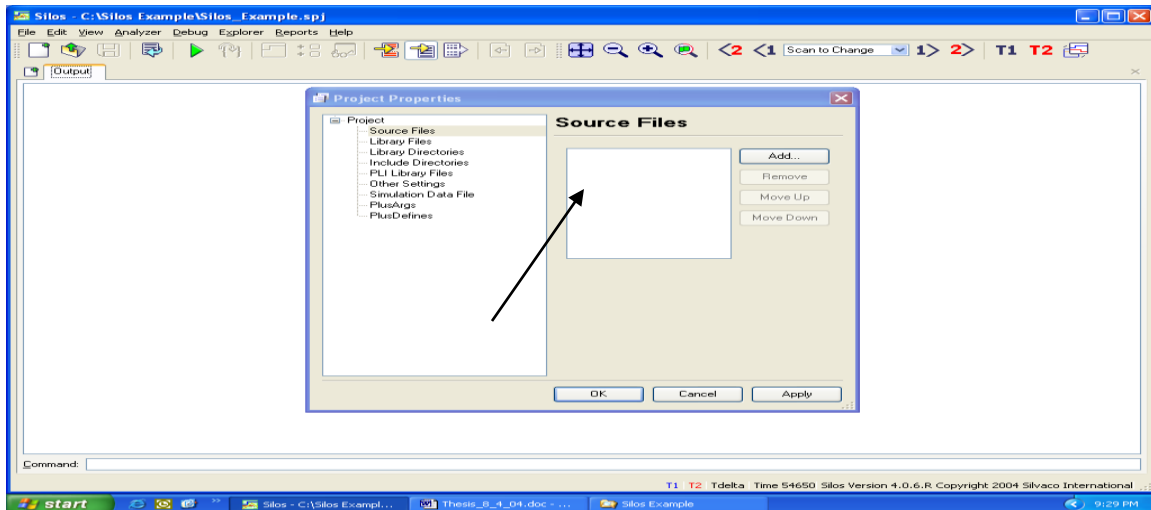 Silos - C:\Silos Example\Silos_Example.spj
File Edit View Analyzer Debug Explorer Reports Help
<2 <1 Scan to Change 1> 2> T1 T2
Output
Project Properties
Project
Source Files
Library Files
Library Directories
Include Directories
PLI Library Files
Other Settings
Simulation Data File
PlusArgs
PlusDefines
Source Files
Add...
Remove
Move Up
Move Down
OK Cancel Apply
Command:
T1 T2 Tdelta Time 54650 Silos Version 4.0.6.R Copyright 2004 Silvaco International
start Silos - C:\Silos Exampl... Thesis_8_4_04.doc - ... Silos Example 9:29 PM